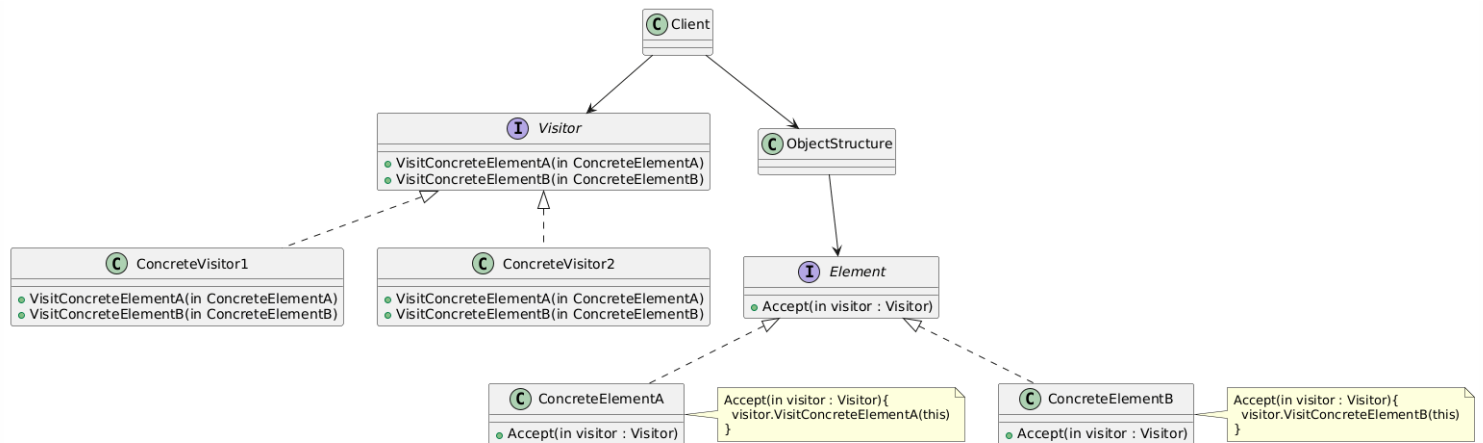 C Client
I Visitor
VisitConcreteElementA(in ConcreteElementA)
VisitConcreteElementB(in ConcreteElementB)
C ObjectStructure
C ConcreteVisitor1
VisitConcreteElementA(in ConcreteElementA)
VisitConcreteElementB(in ConcreteElementB)
C ConcreteVisitor2
VisitConcreteElementA(in ConcreteElementA)
VisitConcreteElementB(in ConcreteElementB)
I Element
Accept(in visitor : Visitor)
C ConcreteElementA
Accept(in visitor : Visitor)
Accept(in visitor : Visitor){
visitor.VisitConcreteElementA(this)
}
C ConcreteElementB
Accept(in visitor : Visitor)
Accept(in visitor : Visitor){
visitor.VisitConcreteElementB(this)
}